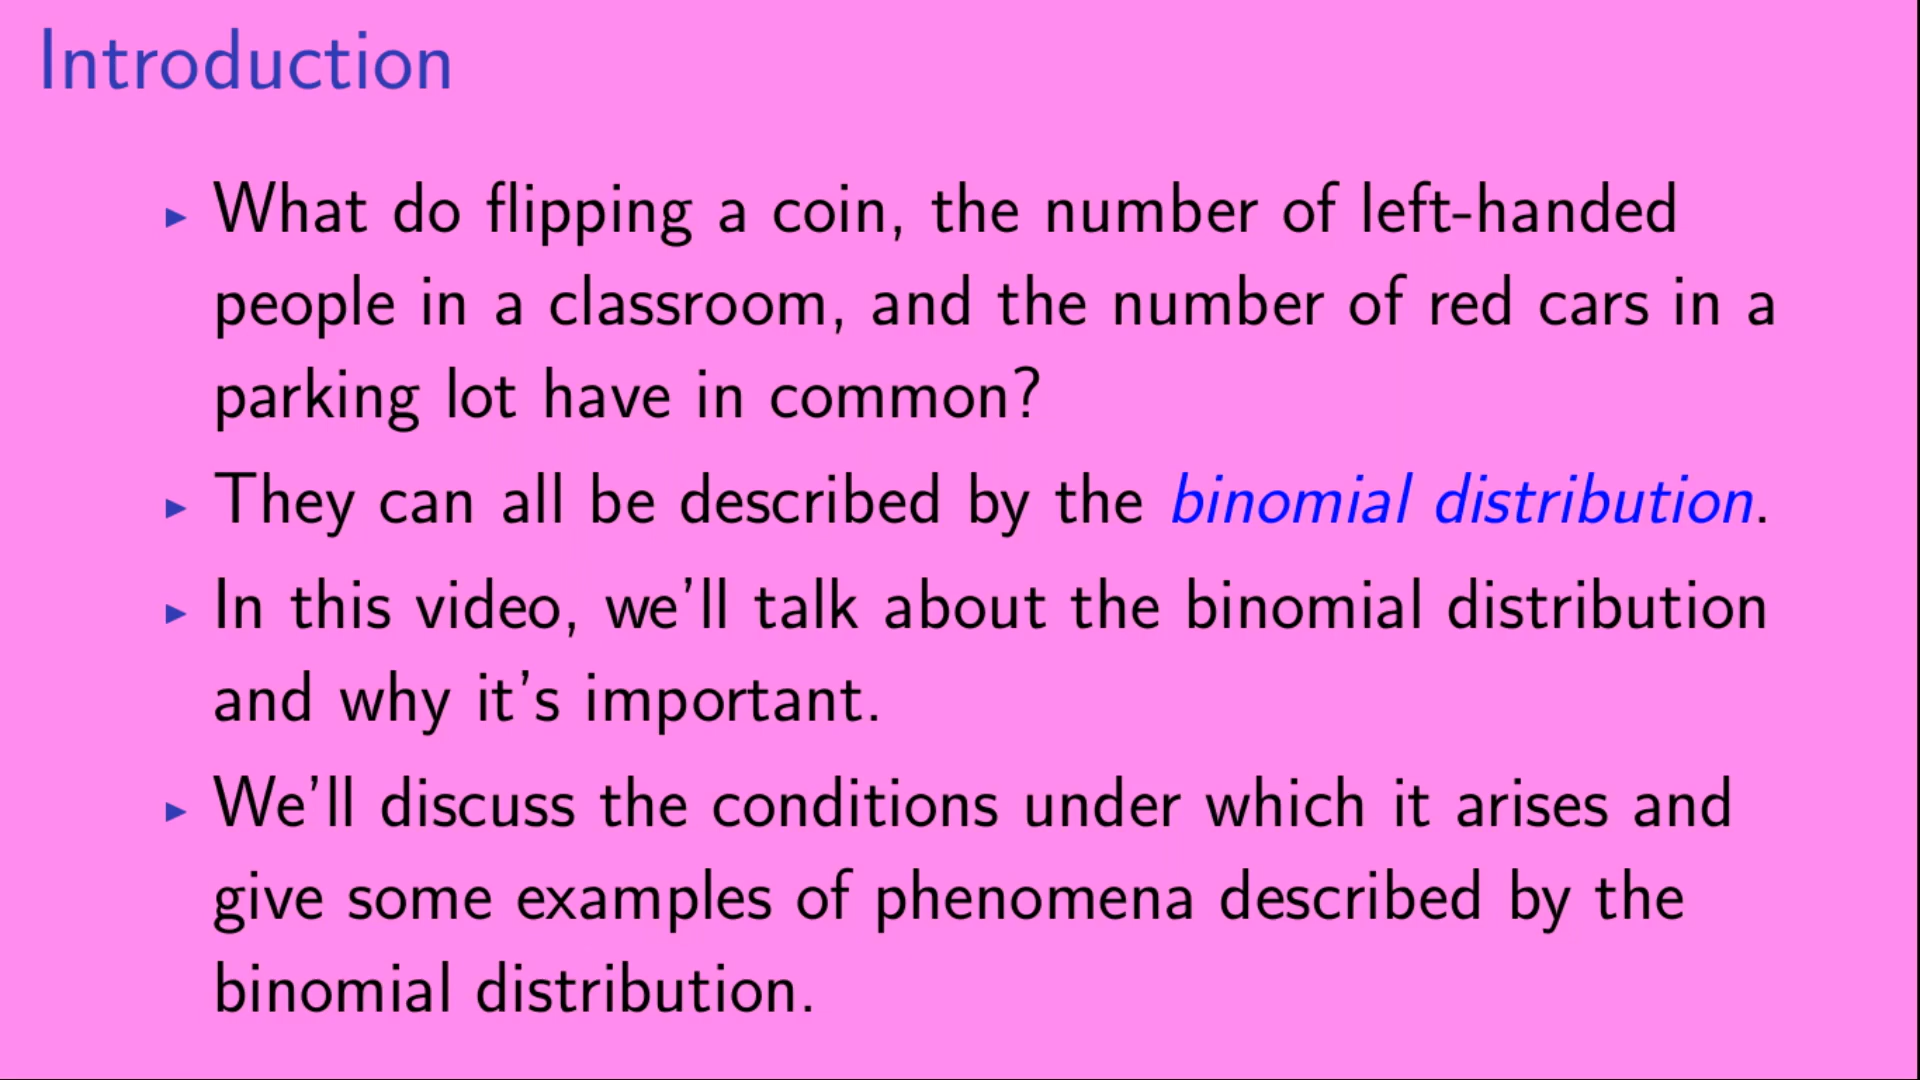 Introduction
▸ What do flipping a coin, the number of left-handed
people in a classroom, and the number of red cars in a
parking lot have in common?
▸ They can all be described by the binomial distribution.
▸ In this video, we'll talk about the binomial distribution
and why it's important.
▸ We'll discuss the conditions under which it arises and
give some examples of phenomena described by the
binomial distribution.